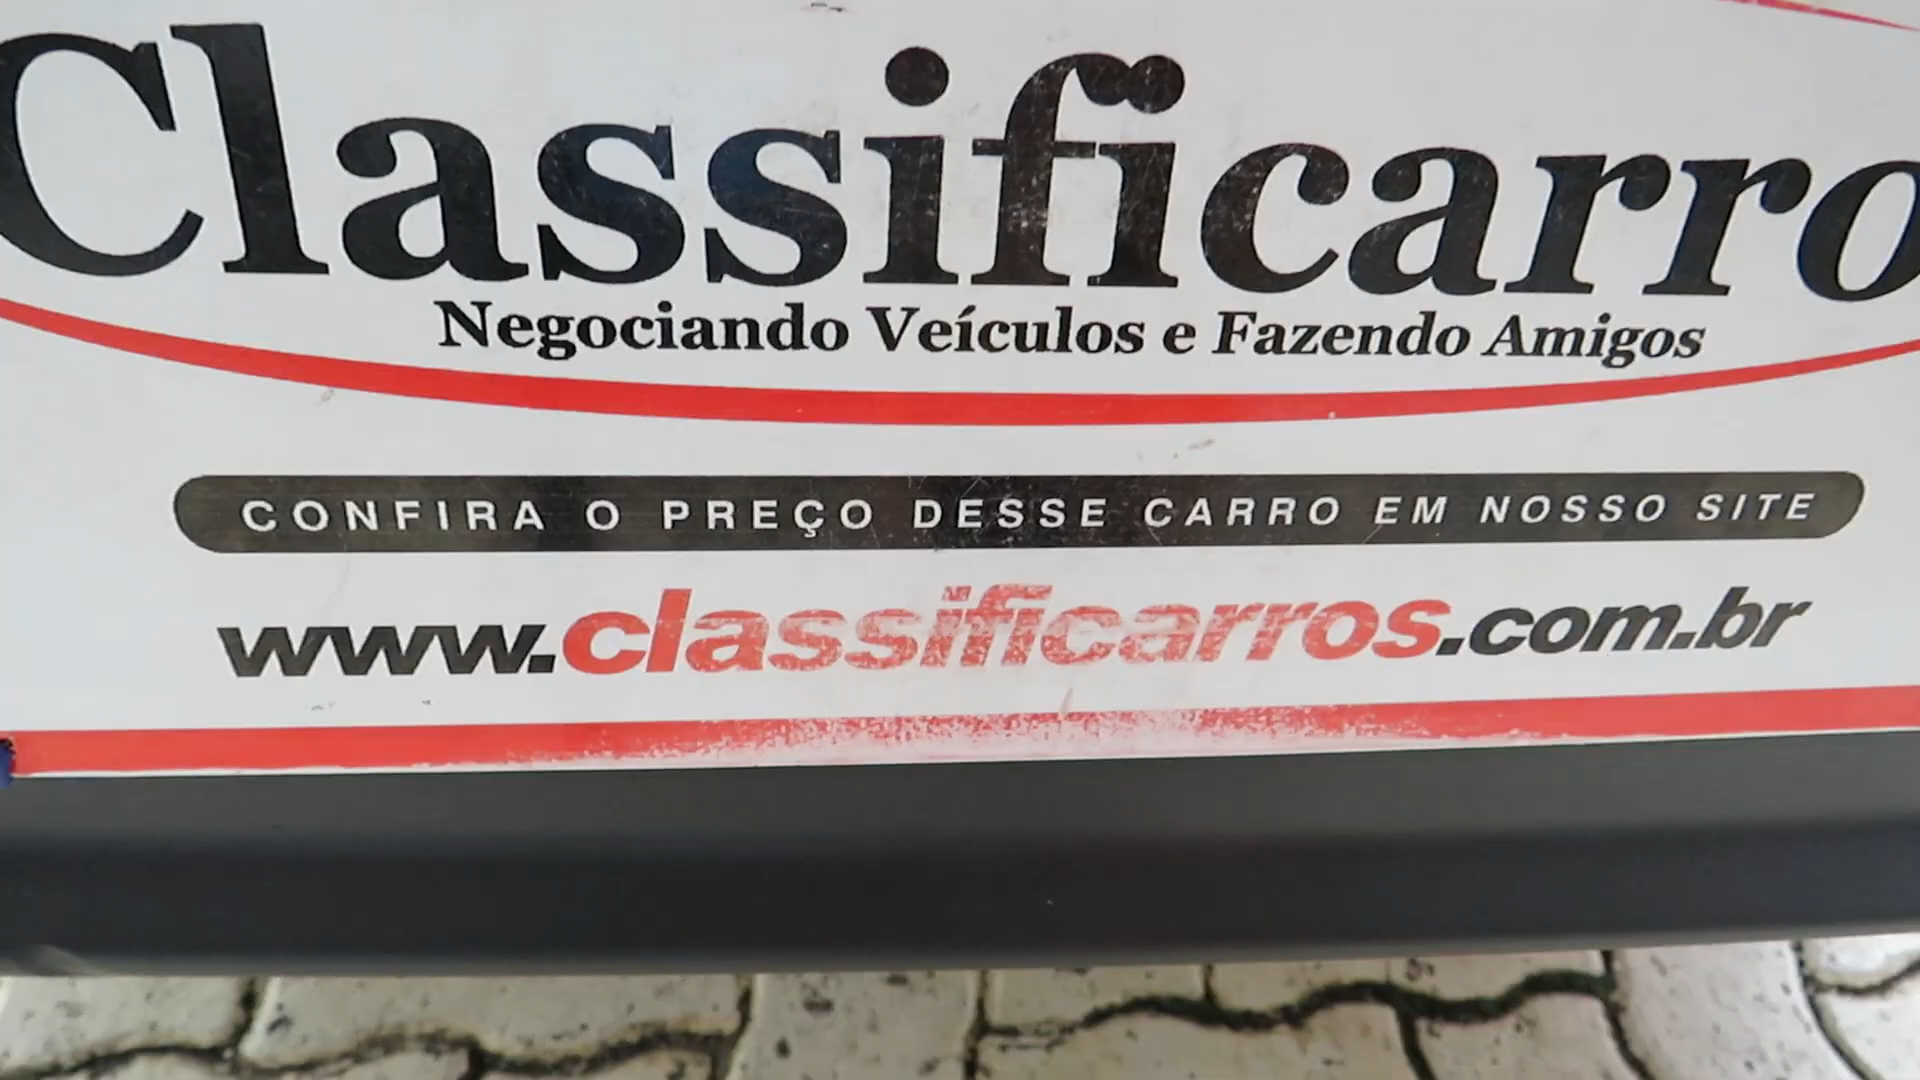 Classificarro
Negociando Veículos e Fazendo Amigos
CONFIRA O PREÇO DESSE CARRO EM NOSSO SITE
www.classificarros.com.br